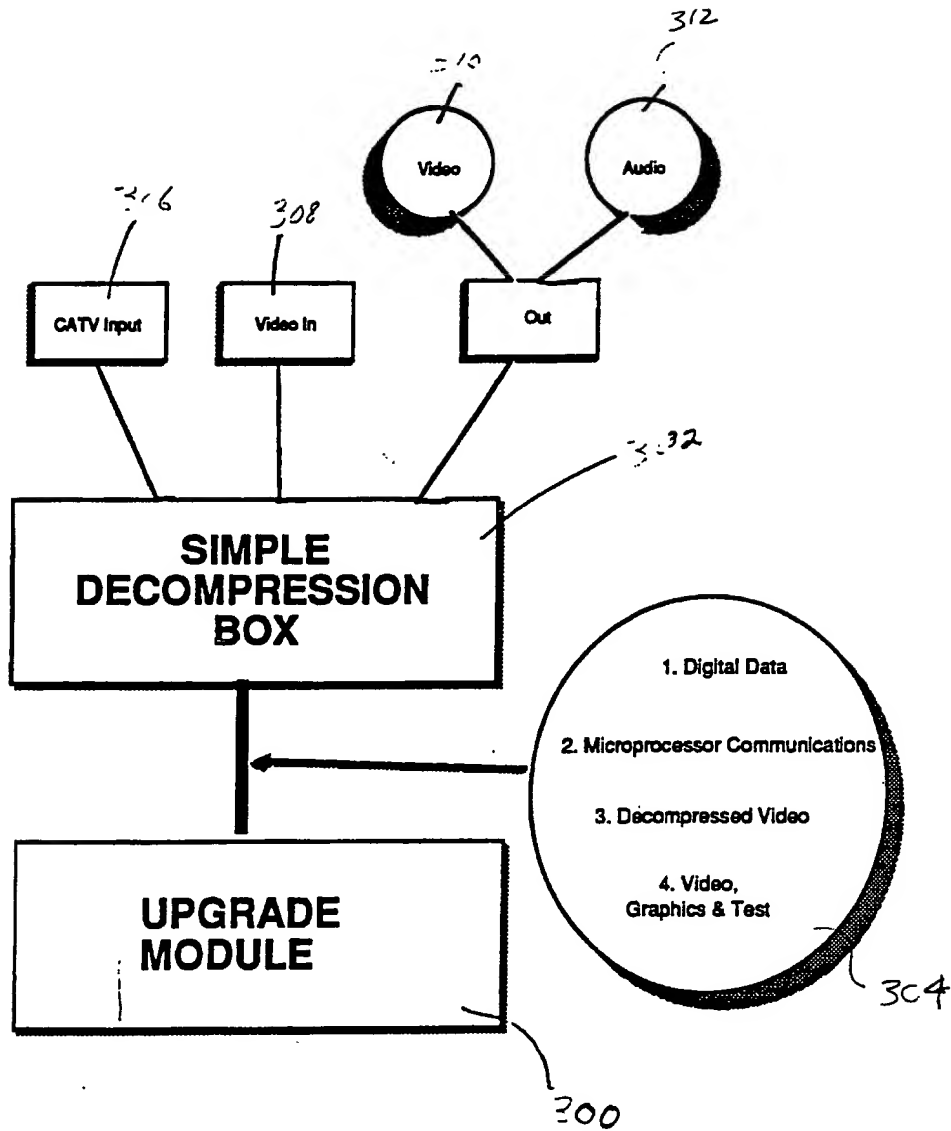 312
Video
Audio
308
CATV Input
Video In
Out
SIMPLE
DECOMPRESSION
BOX
1. Digital Data
2. Microprocessor Communications
3. Decompressed Video
4. Video,
Graphics & Test
UPGRADE
MODULE
304
300